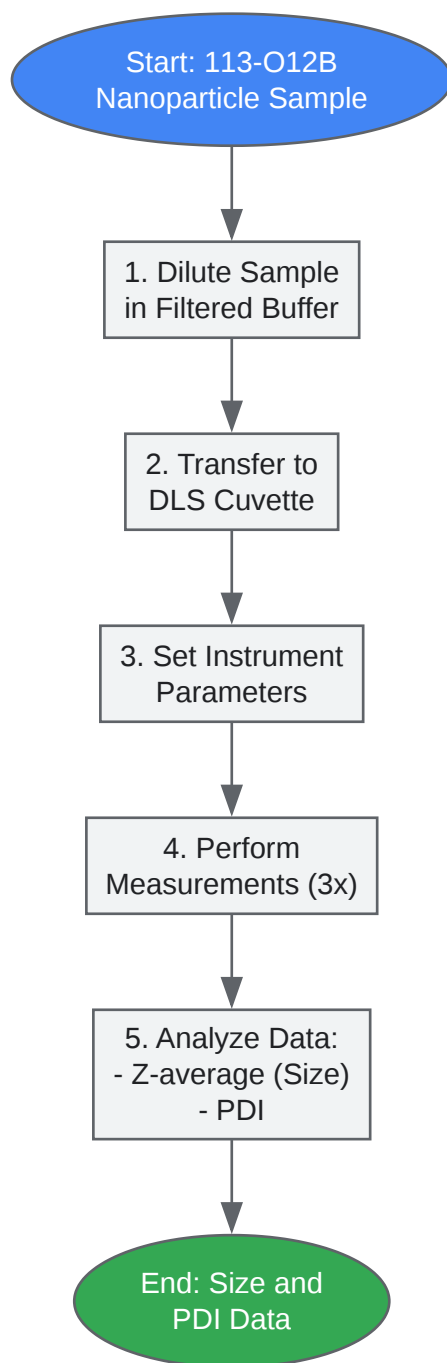 Start: 113-O12B
Nanoparticle Sample
1. Dilute Sample
in Filtered Buffer
2. Transfer to
DLS Cuvette
3. Set Instrument
Parameters
4. Perform
Measurements (3x)
5. Analyze Data:
- Z-average (Size)
- PDI
End: Size and
PDI Data